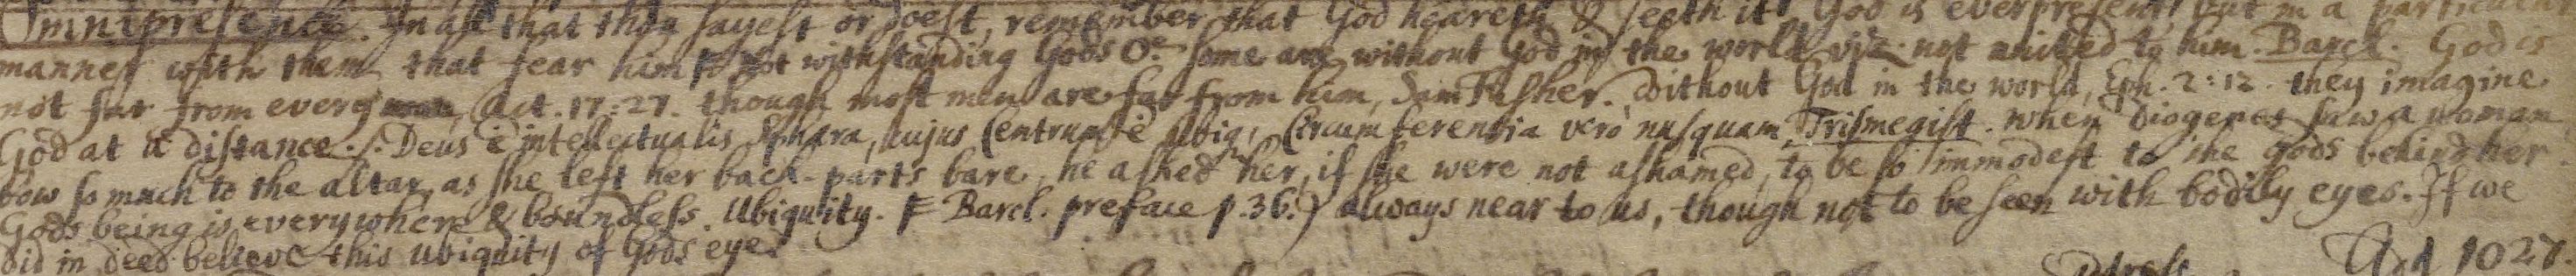 Omnipresence. In all that thou sayest or doest, remember that God heareth & seeth it. God is everpresent, but in a particular
manner with them that fear him. Not withstanding Gods O. some are without God in the world viz. not united to him. Barcl. God is
not far from every Act. 17:27. though most men are far from him, Sam Fisher. Without God in the world, Eph. 2:12. they imagine
God at a distance. Deus ē intellectualis Sphæra, cujus Centrum ē ubiq, Circumferentia vero nusquam, Trismegist. When Diogenes saw a woman
bow so much to the altar, as she left her back-parts bare, he asked her, if she were not ashamed, to be so immodest to the gods behind her
Gods being is everywhere & boundless. Ubiquity. F Barcl. preface p.36.) always near to us, though not to be seen with bodily eyes. If we
did in deed believe this ubiquity of Gods eye
Ad 1027